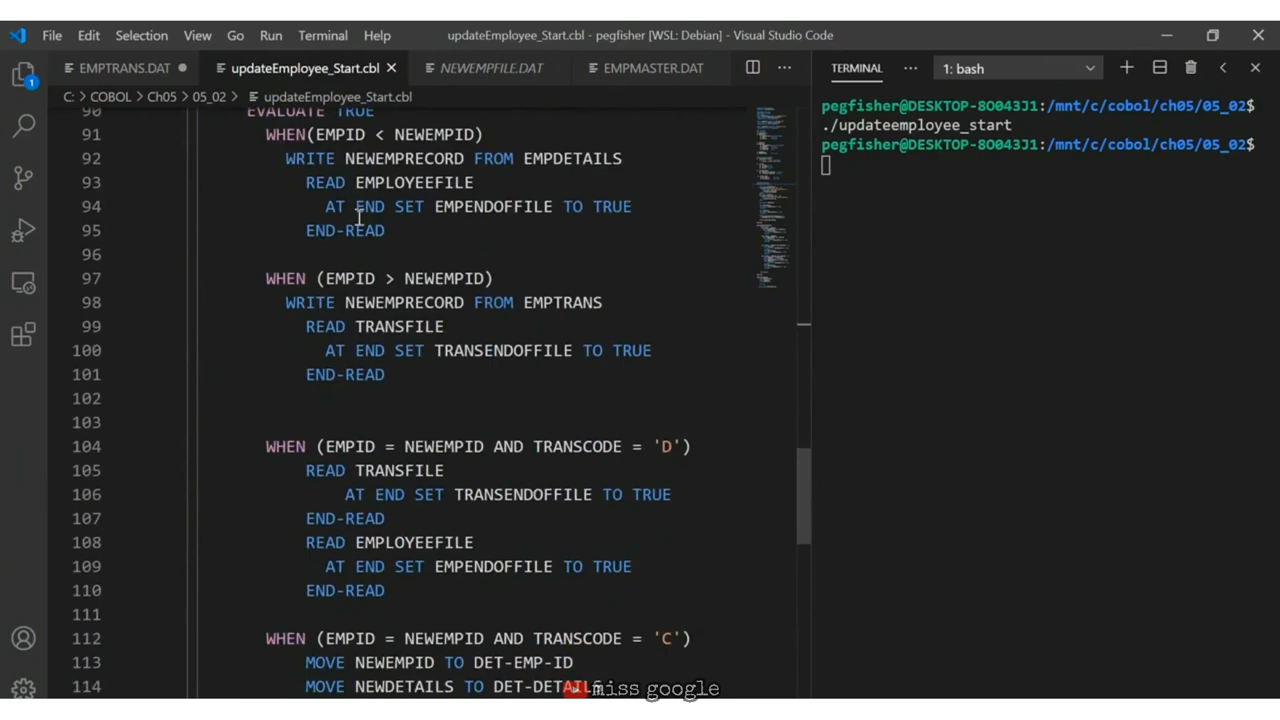 File Edit Selection View Go Run Terminal Help updateEmployee_Start.cbl - pegfisher [WSL: Debian] - Visual Studio Code
EMPTRANS.DAT updateEmployee_Start.cbl NEWEMPFILE.DAT EMPMASTER.DAT
C: > COBOL > Ch05 > 05_02 > updateEmployee_Start.cbl
90 EVALUATE TRUE
91 WHEN(EMPID < NEWEMPID)
92 WRITE NEWEMPRECORD FROM EMPDETAILS
93 READ EMPLOYEEFILE
94 AT END SET EMPENDOFFILE TO TRUE
95 END-READ
96
97 WHEN (EMPID > NEWEMPID)
98 WRITE NEWEMPRECORD FROM EMPTRANS
99 READ TRANSFILE
100 AT END SET TRANSENDOFFILE TO TRUE
101 END-READ
102
103
104 WHEN (EMPID = NEWEMPID AND TRANSCODE = 'D')
105 READ TRANSFILE
106 AT END SET TRANSENDOFFILE TO TRUE
107 END-READ
108 READ EMPLOYEEFILE
109 AT END SET EMPENDOFFILE TO TRUE
110 END-READ
111
112 WHEN (EMPID = NEWEMPID AND TRANSCODE = 'C')
113 MOVE NEWEMPID TO DET-EMP-ID
114 MOVE NEWDETAILS TO DET-DETAILS
miss google
1
TERMINAL 1: bash
pegfisher@DESKTOP-8O043J1:/mnt/c/cobol/ch05/05_02$
./updateemployee_start
pegfisher@DESKTOP-8O043J1:/mnt/c/cobol/ch05/05_02$